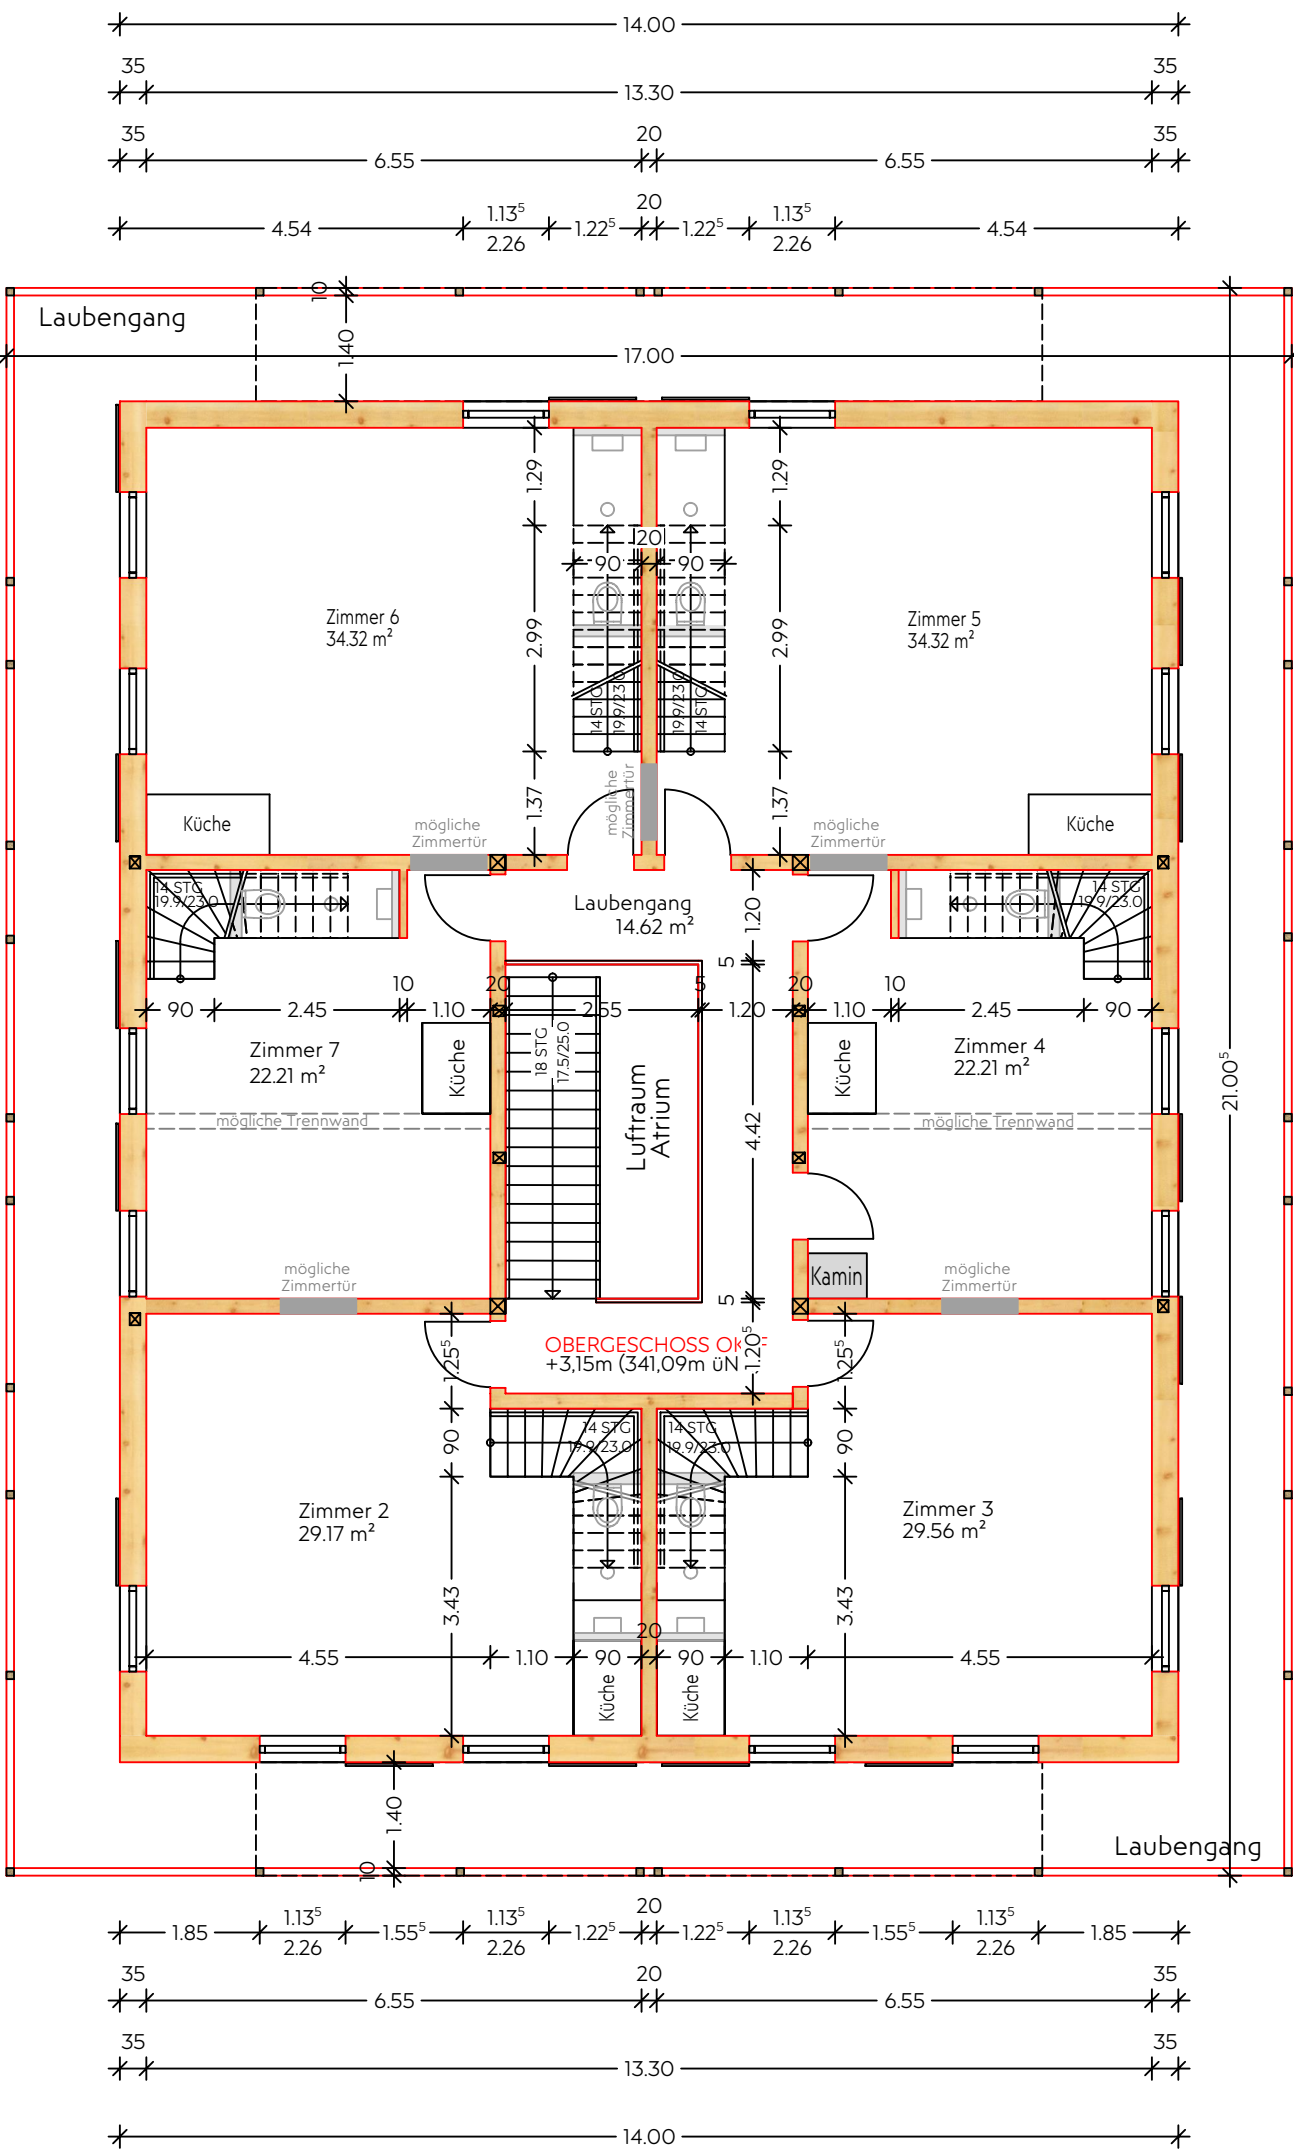 14.00
35 35
13.30
35 20 35
6.55 6.55
20
4.54 1.13⁵ 1.22⁵ 1.22⁵ 1.13⁵ 4.54
2.26 2.26
10
Laubengang
1.40
17.00
1.29 1.29
20
90 90
Zimmer 6
34.32 m²
Zimmer 5
34.32 m²
2.99 2.99
14 STG
19.9/23.0
19.9/23.0
14 STG
mögliche
Zimmertür
1.37 1.37
Küche
mögliche
Zimmertür
mögliche
Zimmertür
Küche
14 STG
19.9/23.0
Laubengang
14.62 m²
1.20
14 STG
19.9/23.0
5
10 20 5 20 10
90 2.45 1.10 2.55 1.20 1.10 2.45 90
Zimmer 7
22.21 m²
Küche
18 STG
17.5/25.0
Luftraum
Atrium
4.42
Küche
Zimmer 4
22.21 m²
21.00⁵
mögliche Trennwand
mögliche Trennwand
mögliche
Zimmertür
Kamin
mögliche
Zimmertür
5
1.25⁵
OBERGESCHOSS
+3,15m (341,09m üN
1.20⁵
1.25⁵
90
14 STG
19.9/23.0
14 STG
19.9/23.0
90
Zimmer 2
29.17 m²
Zimmer 3
29.56 m²
3.43 3.43
20
4.55 1.10 90 90 1.10 4.55
Küche
Küche
1.40
10
Laubengang
20
1.85 1.13⁵ 1.55⁵ 1.13⁵ 1.22⁵ 1.22⁵ 1.13⁵ 1.55⁵ 1.13⁵ 1.85
2.26 2.26 2.26 2.26
35 20 35
6.55 6.55
35 35
13.30
14.00